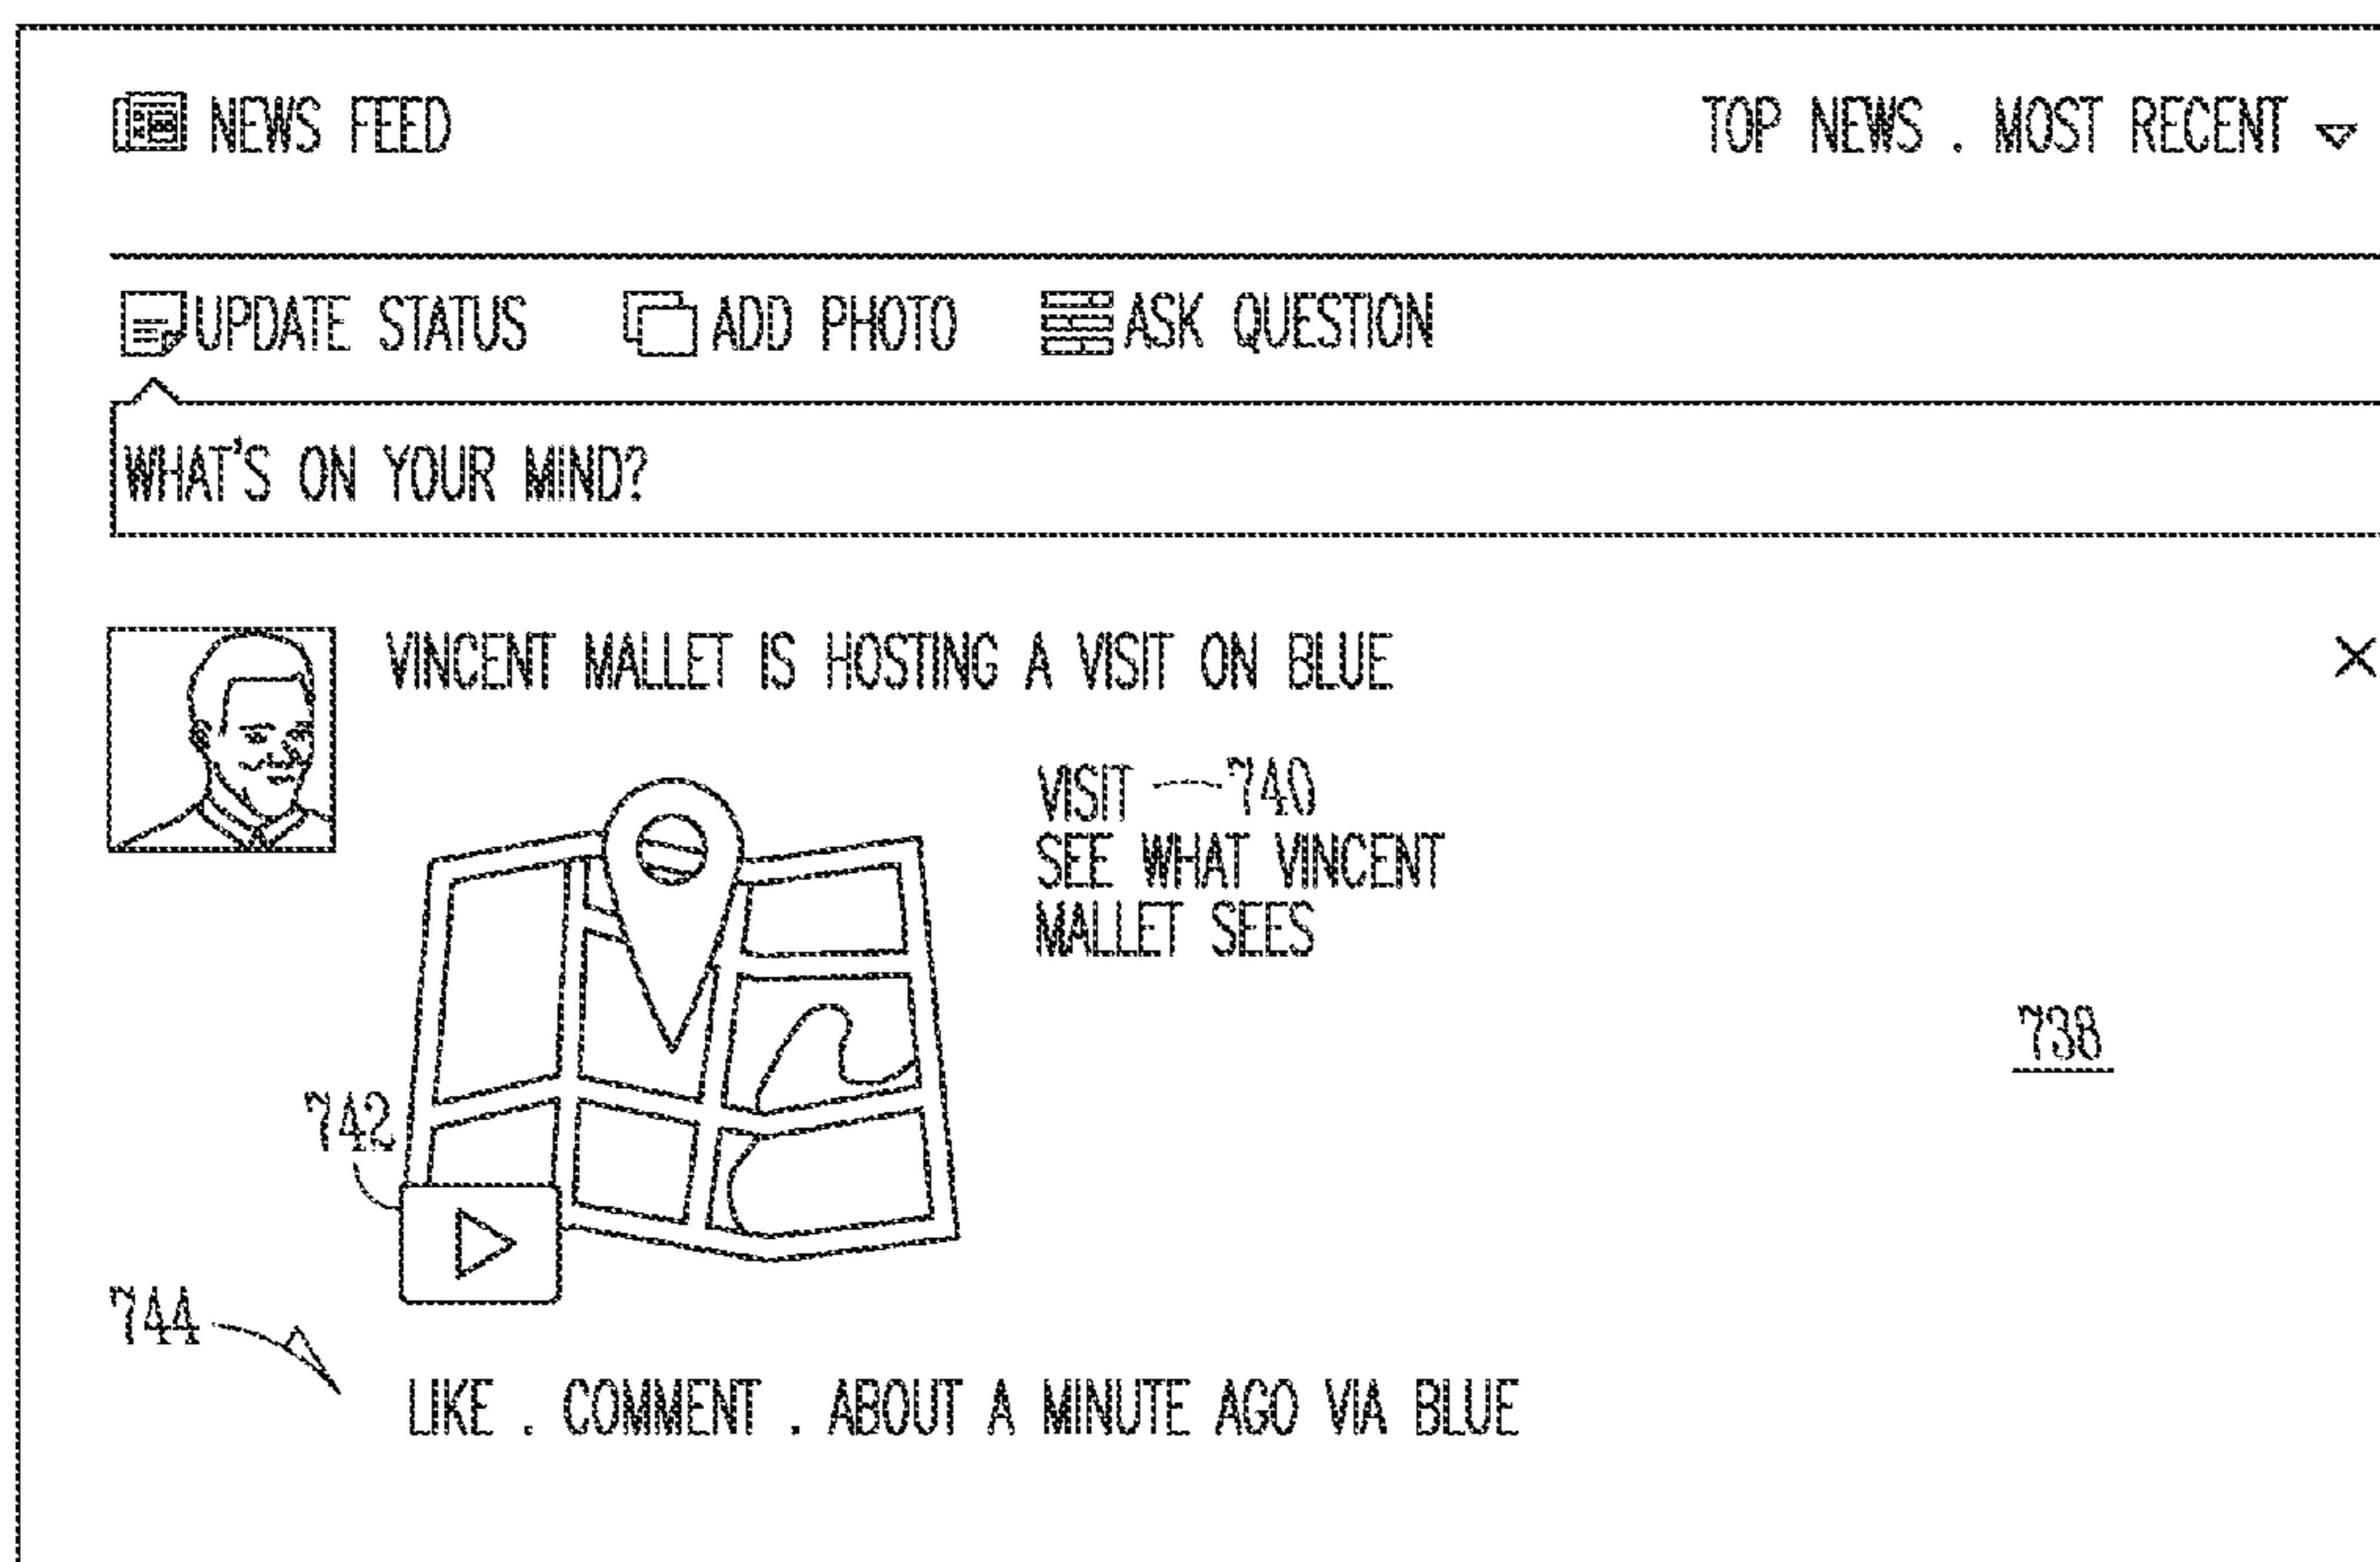 NEWS FEED
TOP NEWS . MOST RECENT
UPDATE STATUS ADD PHOTO ASK QUESTION
WHAT'S ON YOUR MIND?
VINCENT MALLET IS HOSTING A VISIT ON BLUE
VISIT 740
SEE WHAT VINCENT
MALLET SEES
738
742
744
LIKE . COMMENT . ABOUT A MINUTE AGO VIA BLUE